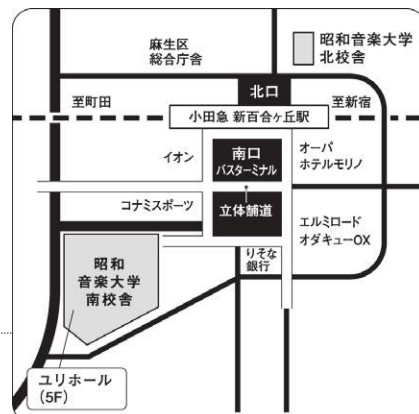 麻生区
総合庁舎
昭和音楽大学
北校舎
北口
至町田
至新宿
小田急 新百合ヶ丘駅
イオン
南口
バスターミナル
オーパ
ホテルモリノ
コナミスポーツ
立体舗道
エルミロード
オダキューOX
りそな
銀行
昭和
音楽大学
南校舎
ユリホール
(5F)